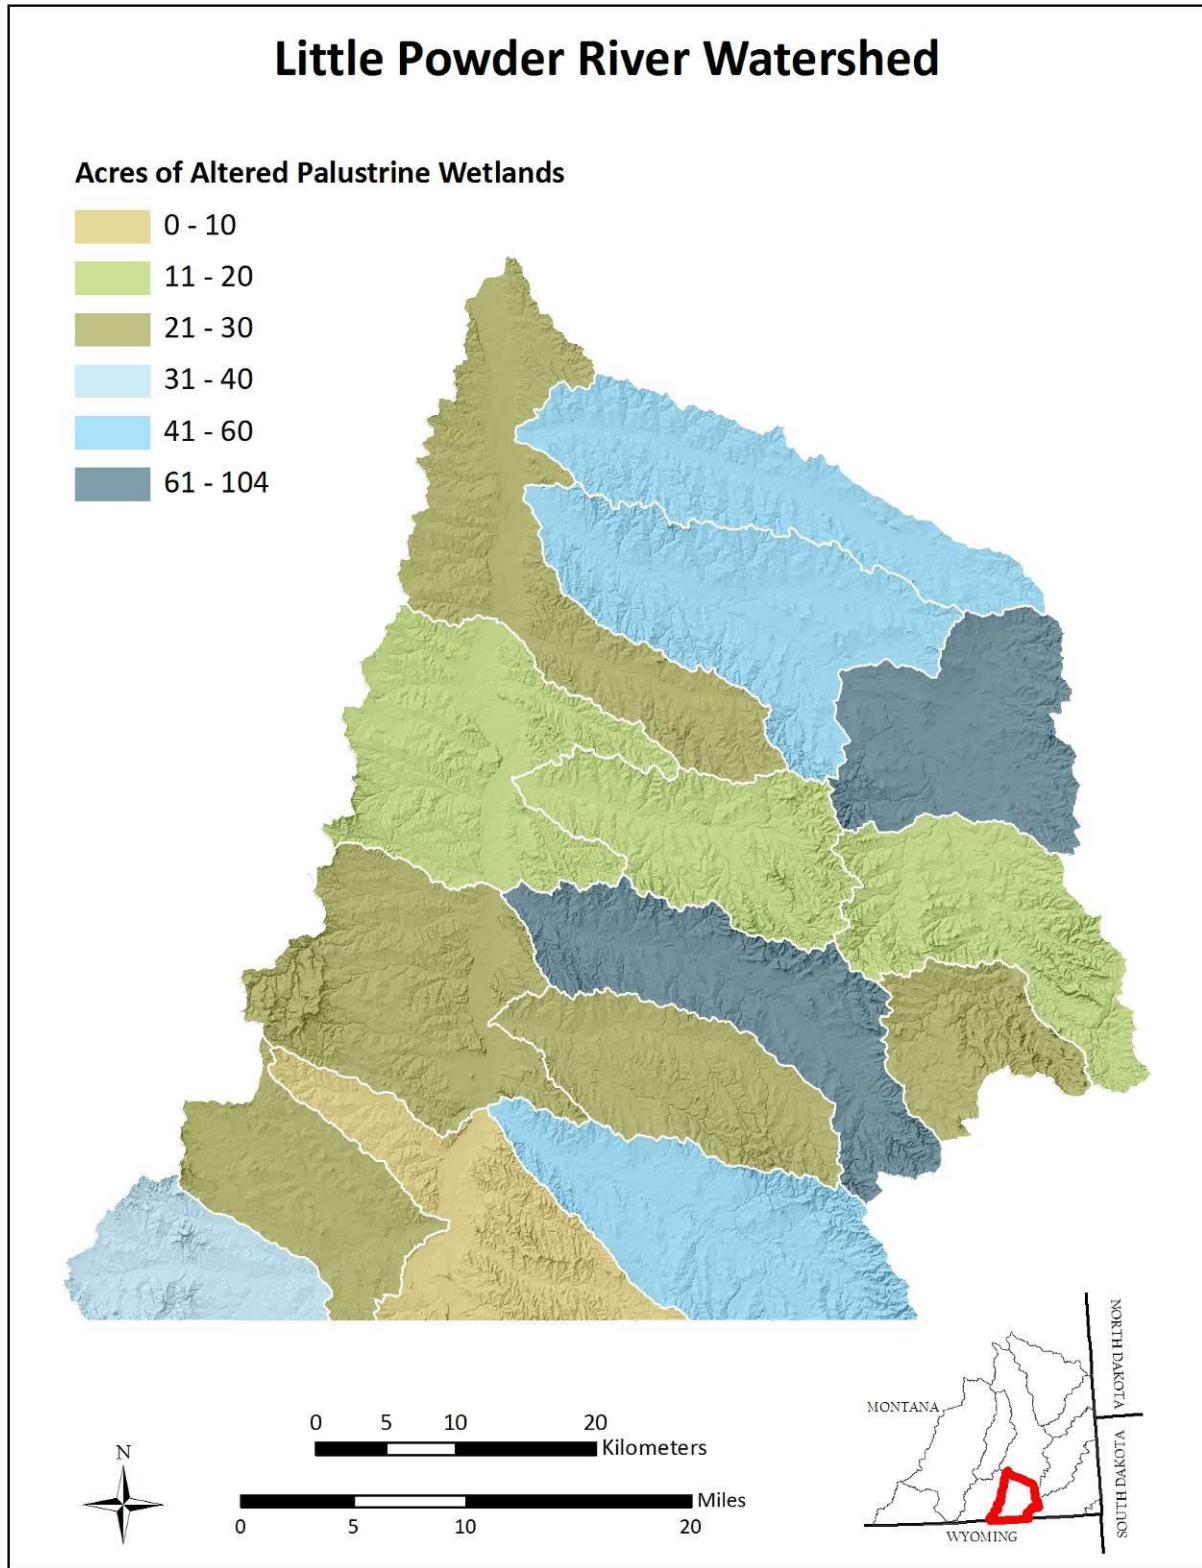 Little Powder River Watershed
Acres of Altered Palustrine Wetlands
0 - 10
11 - 20
21 - 30
31 - 40
41 - 60
61 - 104
0 5 10 20
Kilometers
N
Miles
0 5 10 20
MONTANA
NORTH DAKOTA
SOUTH DAKOTA
WYOMING